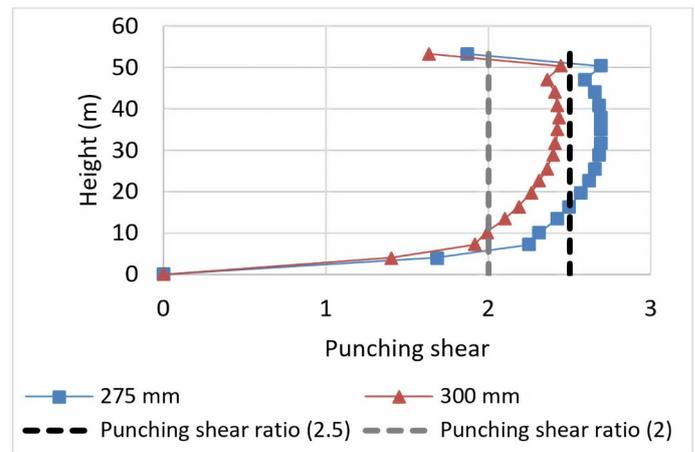 60
50
40
30
20
10
0
Height (m)
0 1 2 3
Punching shear
275 mm 300 mm
Punching shear ratio (2.5) Punching shear ratio (2)